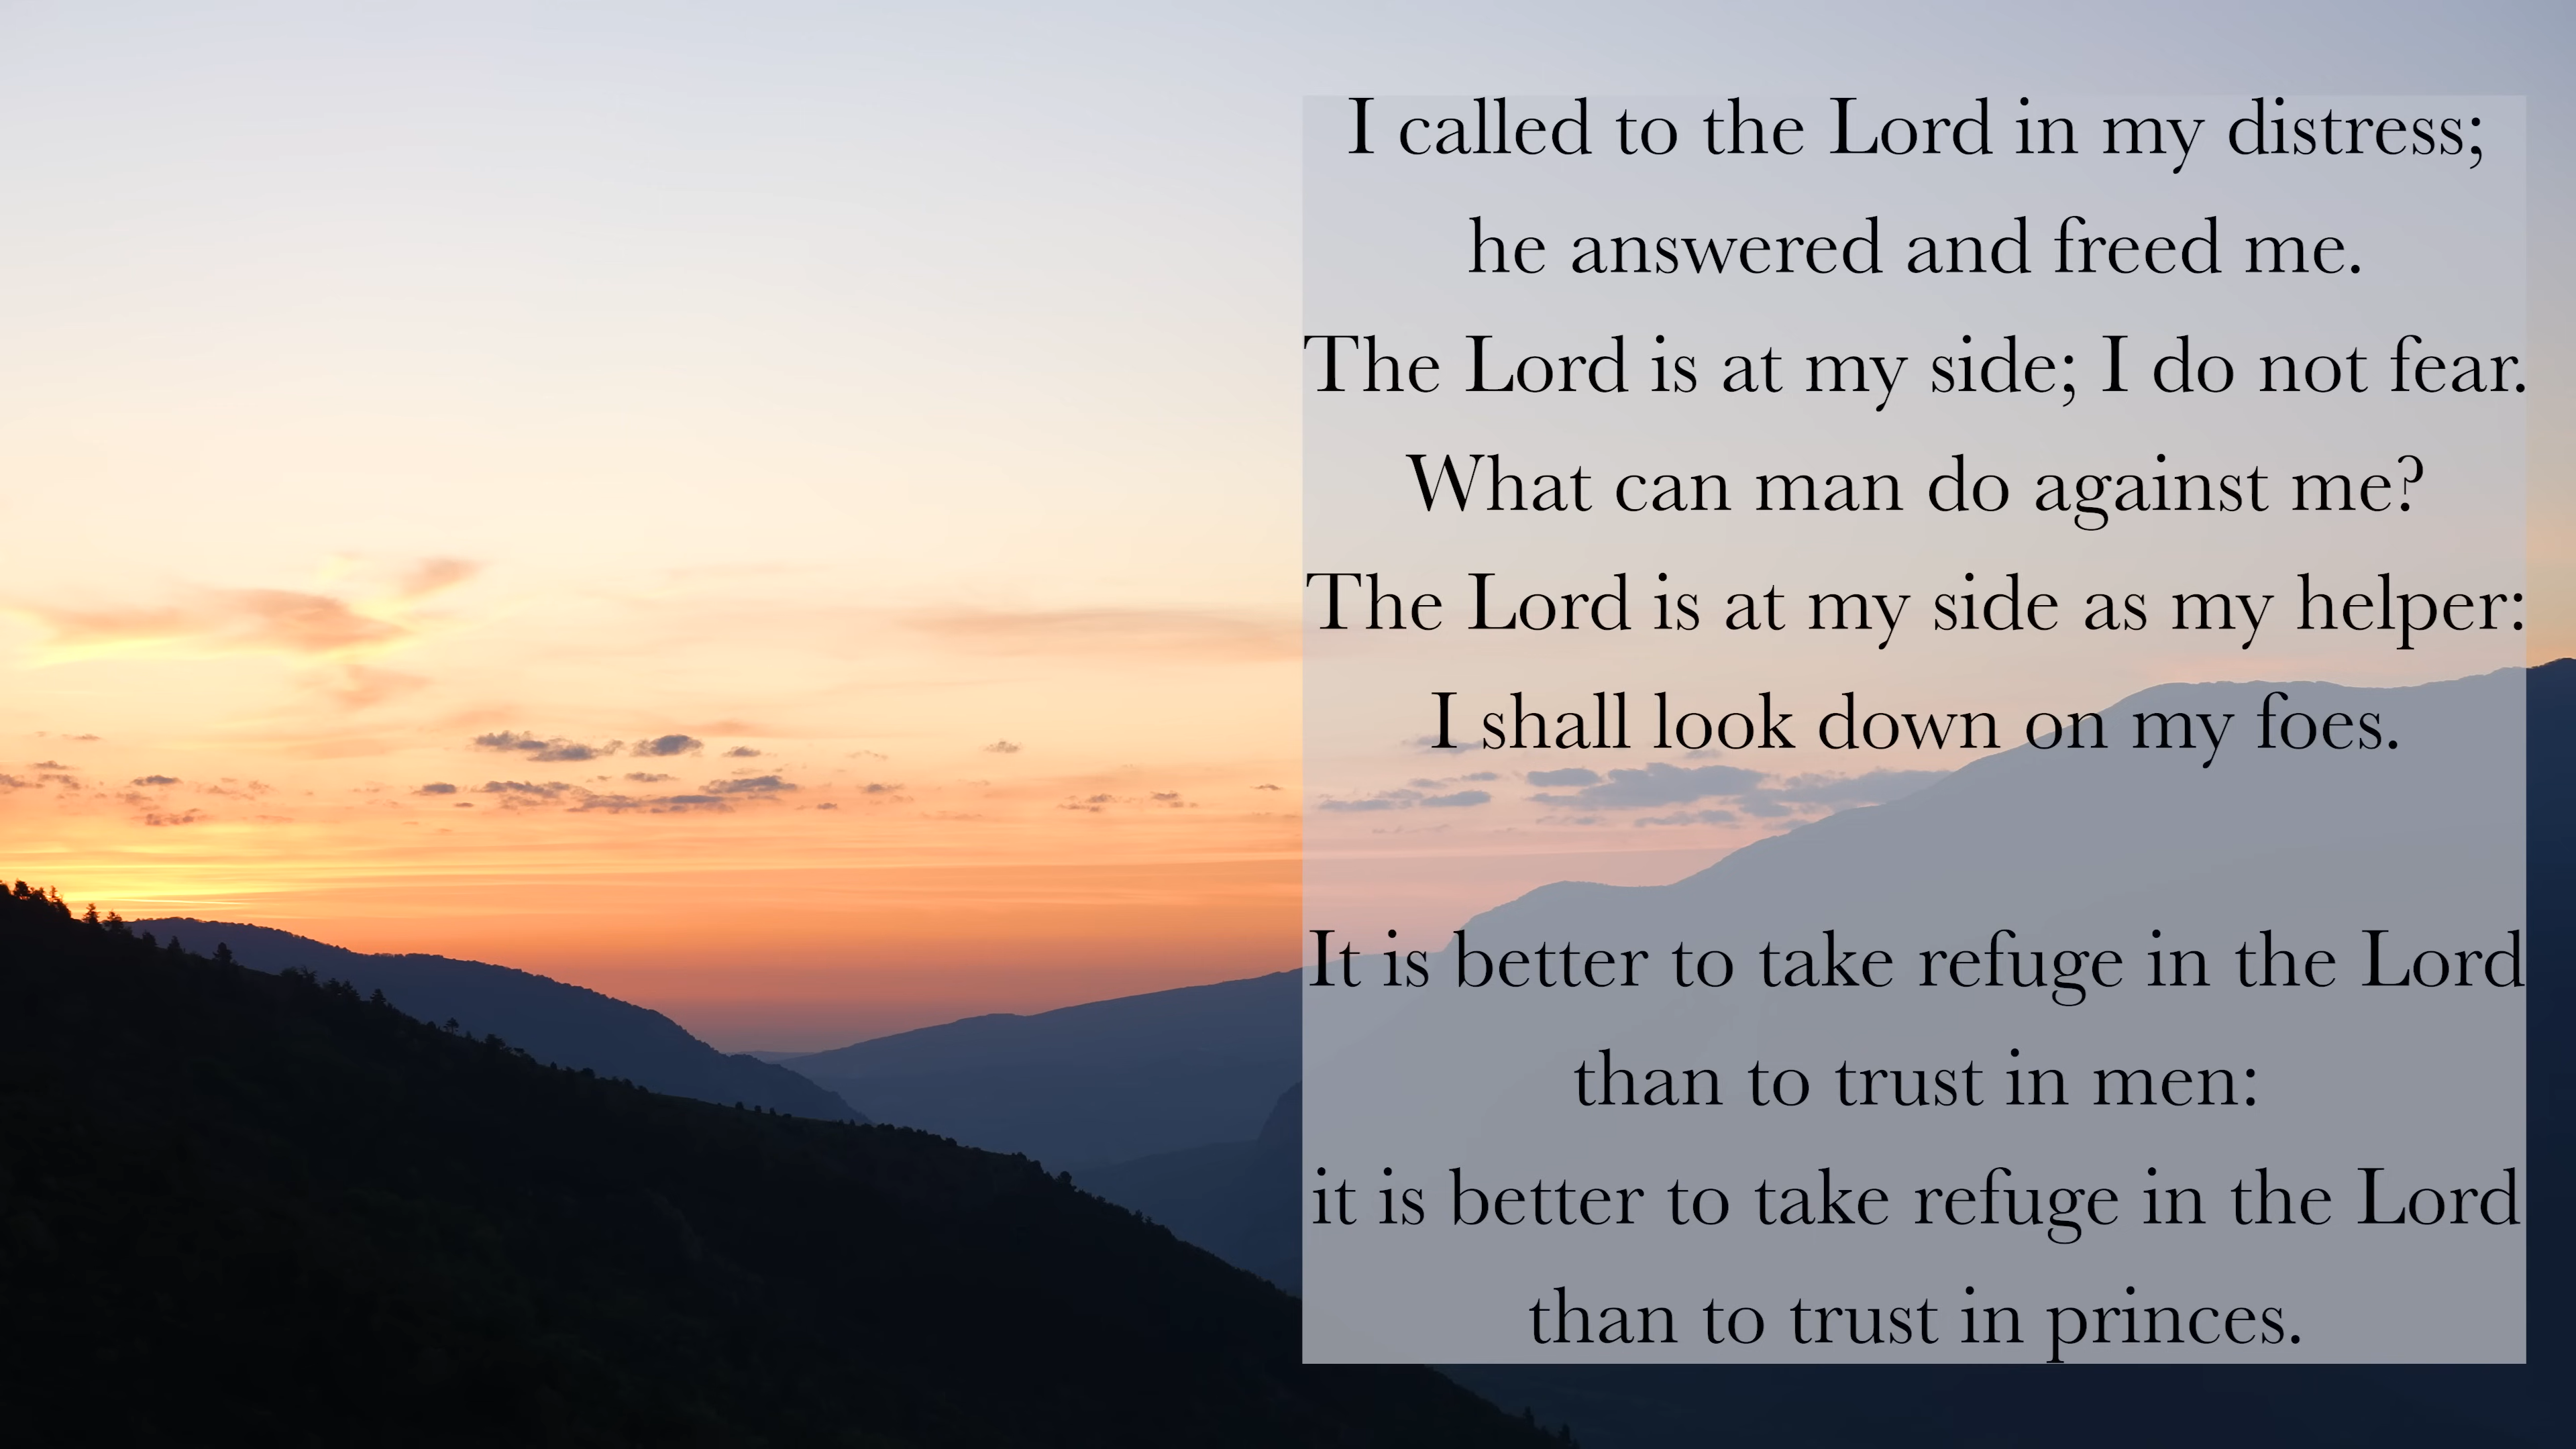 I called to the Lord in my distress;
he answered and freed me.
The Lord is at my side; I do not fear.
What can man do against me?
The Lord is at my side as my helper:
I shall look down on my foes.
It is better to take refuge in the Lord
than to trust in men:
it is better to take refuge in the Lord
than to trust in princes.